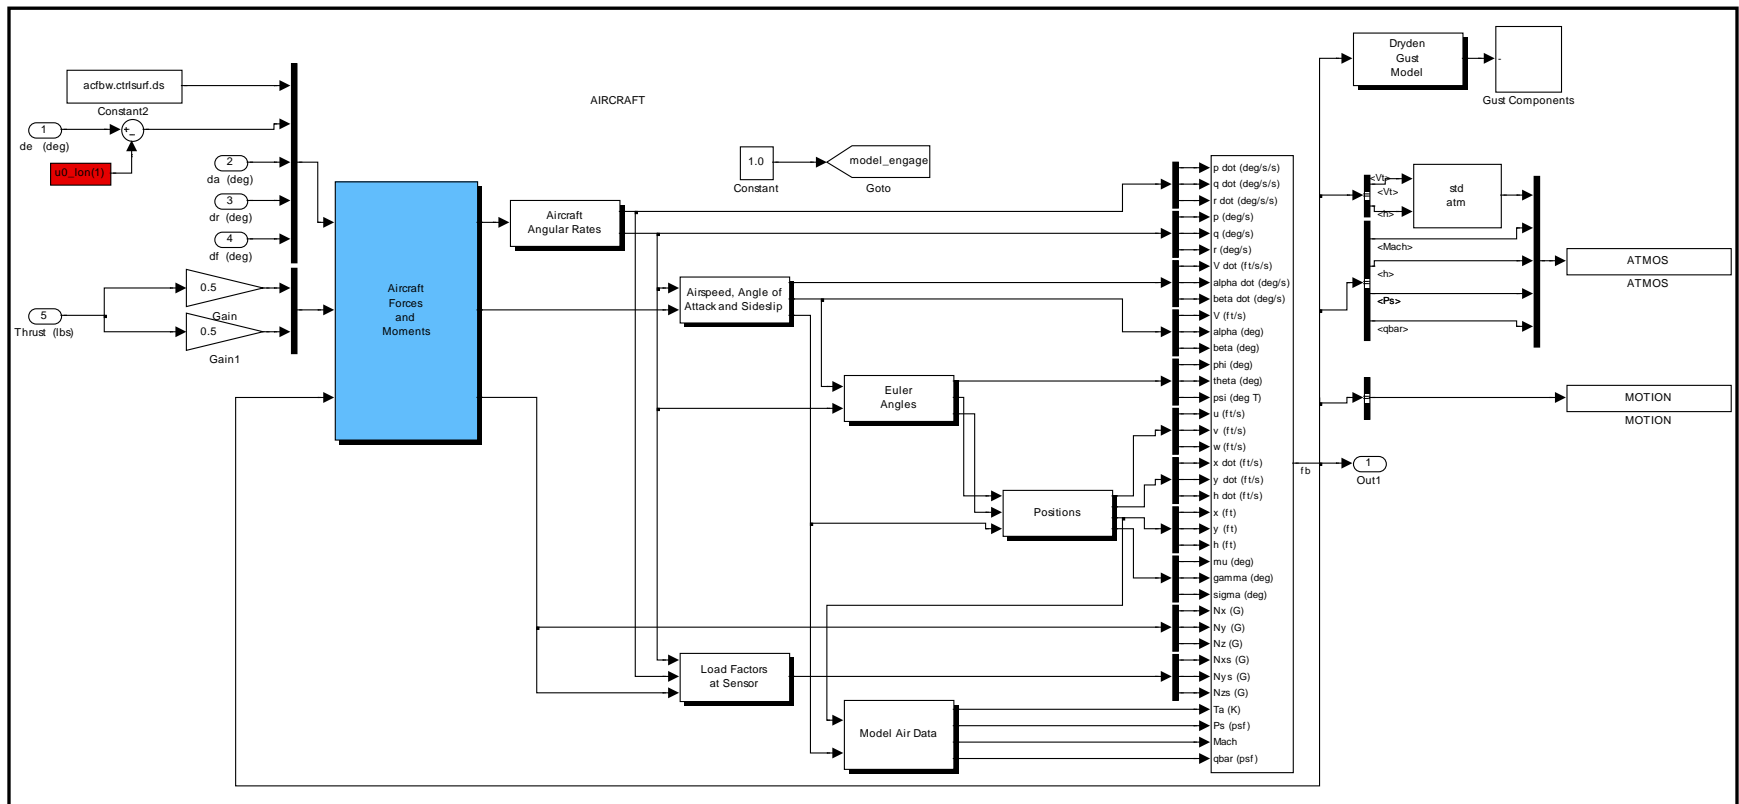 AIRCRAFT
acfbw.ctrlsurf.ds
Constant2
1
de (deg)
+
−
u0_lon(1)
2
da (deg)
3
dr (deg)
4
df (deg)
5
Thrust (lbs)
0.5
Gain
0.5
Gain1
Aircraft
Forces
and
Moments
Aircraft
Angular Rates
1.0
Constant
model_engage
Goto
Airspeed, Angle of
Attack and Sideslip
Euler
Angles
Positions
Load Factors
at Sensor
Model Air Data
p dot (deg/s/s)
q dot (deg/s/s)
r dot (deg/s/s)
p (deg/s)
q (deg/s)
r (deg/s)
V dot (ft/s/s)
alpha dot (deg/s)
beta dot (deg/s)
V (ft/s)
alpha (deg)
beta (deg)
phi (deg)
theta (deg)
psi (deg T)
u (ft/s)
v (ft/s)
w (ft/s)
x dot (ft/s)
y dot (ft/s)
h dot (ft/s)
x (ft)
y (ft)
h (ft)
mu (deg)
gamma (deg)
sigma (deg)
Nx (G)
Ny (G)
Nz (G)
Nxs (G)
Nys (G)
Nzs (G)
Ta (K)
Ps (psf)
Mach
qbar (psf)
fb
1
Out1
Dryden
Gust
Model
-
Gust Components
<Vt>
<Vt>
<h>
std
atm
<Mach>
<h>
<Ps>
<qbar>
ATMOS
ATMOS
MOTION
MOTION